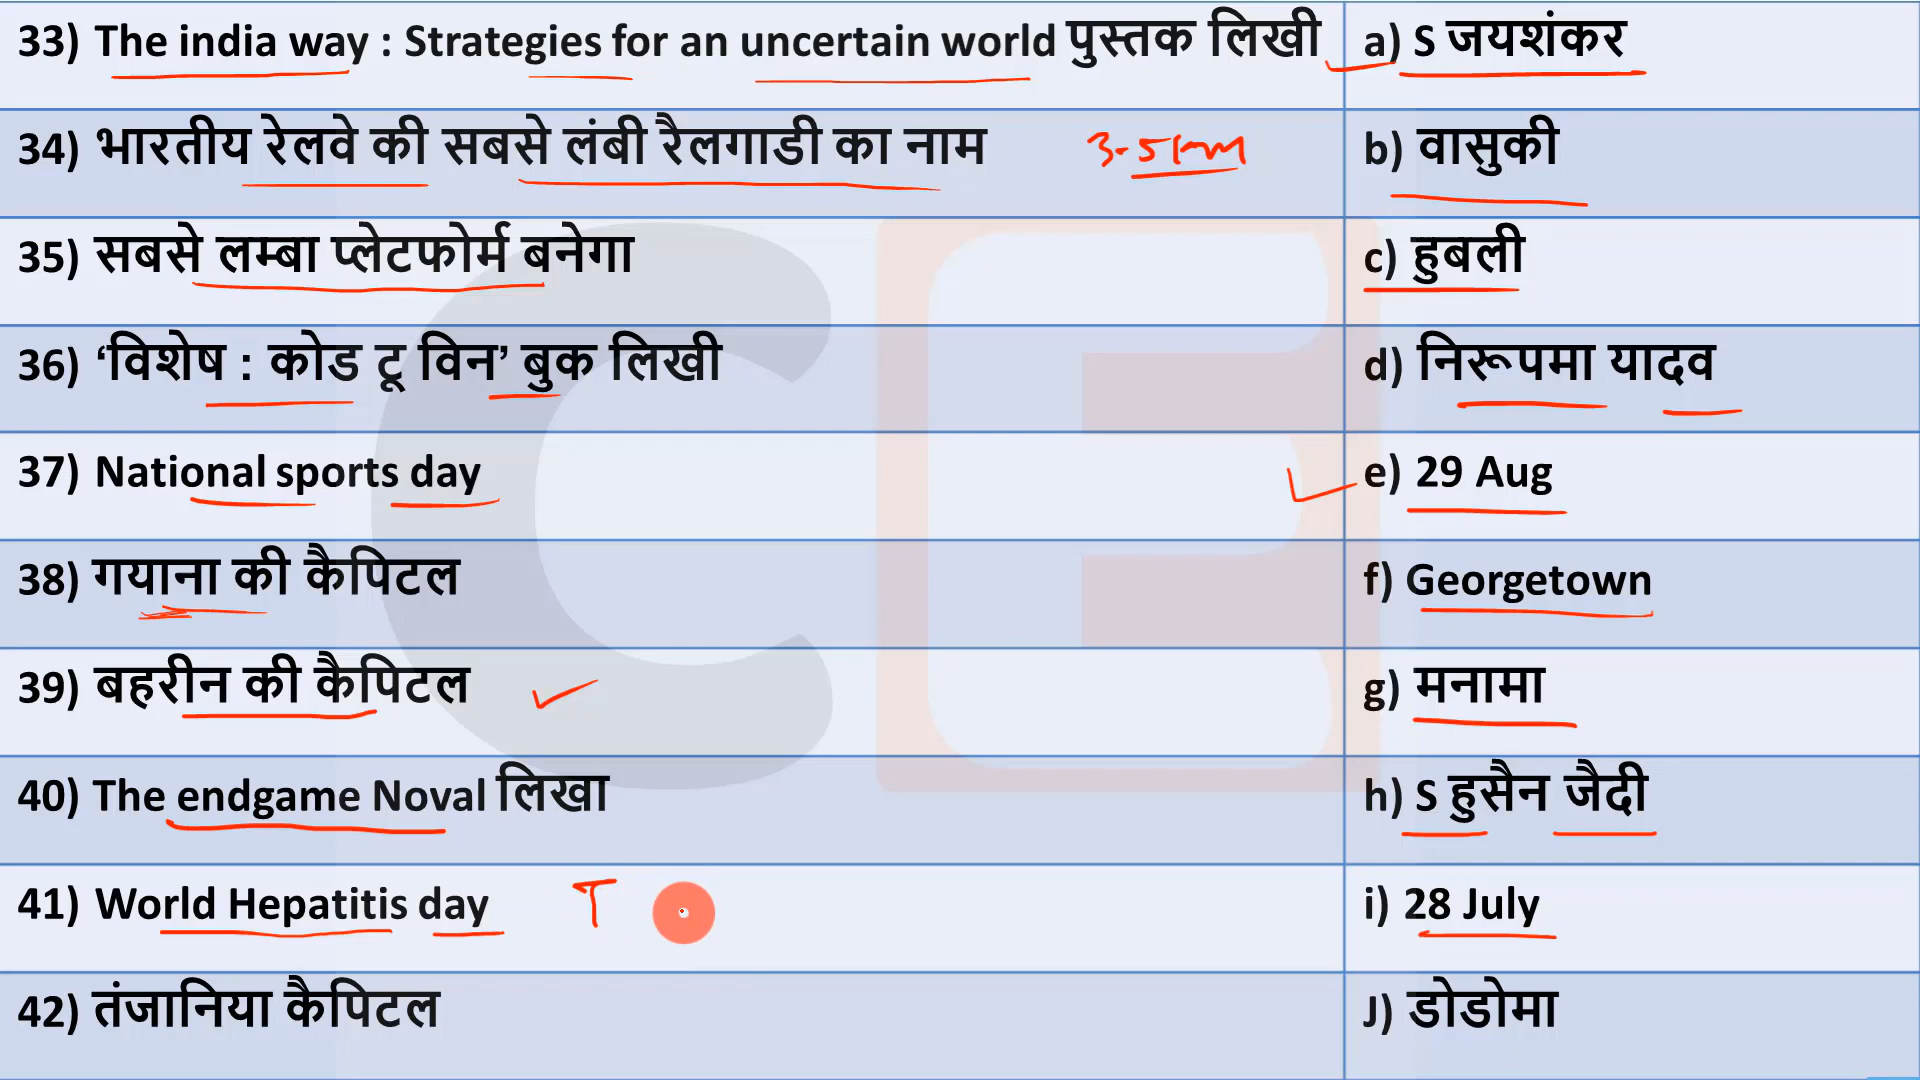 33) The india way : Strategies for an uncertain world पुस्तक लिखी a) S जयशंकर
34) भारतीय रेलवे की सबसे लंबी रैलगाडी का नाम 3.5km b) वासुकी
35) सबसे लम्बा प्लेटफोर्म बनेगा c) हुबली
36) ‘विशेष : कोड टू विन’ बुक लिखी d) निरूपमा यादव
37) National sports day e) 29 Aug
38) गयाना की कैपिटल f) Georgetown
39) बहरीन की कैपिटल g) मनामा
40) The endgame Noval लिखा h) S हुसैन जैदी
41) World Hepatitis day T i) 28 July
42) तंजानिया कैपिटल J) डोडोमा
CE